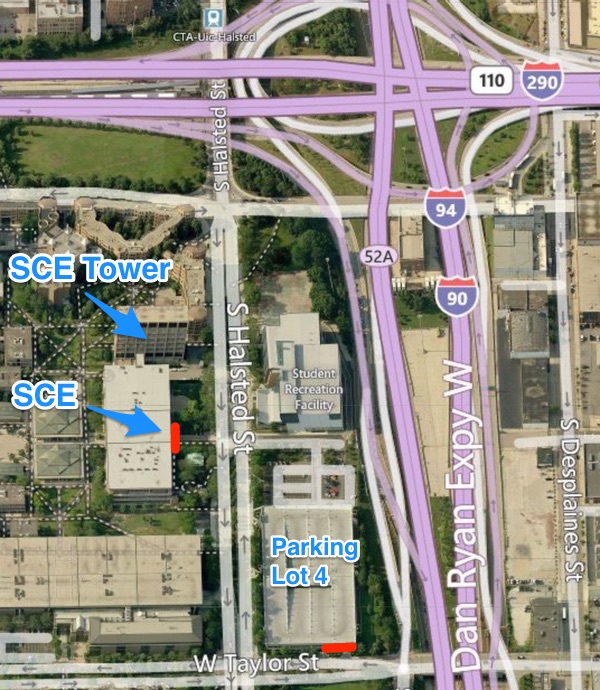 CTA-Uic-Halsted
110
290
S Halsted St
94
52A
90
SCE Tower
S Halsted St
Student
Recreation
Facility
SCE
Dan Ryan Expy W
S Desplaines St
Parking
Lot 4
W Taylor St